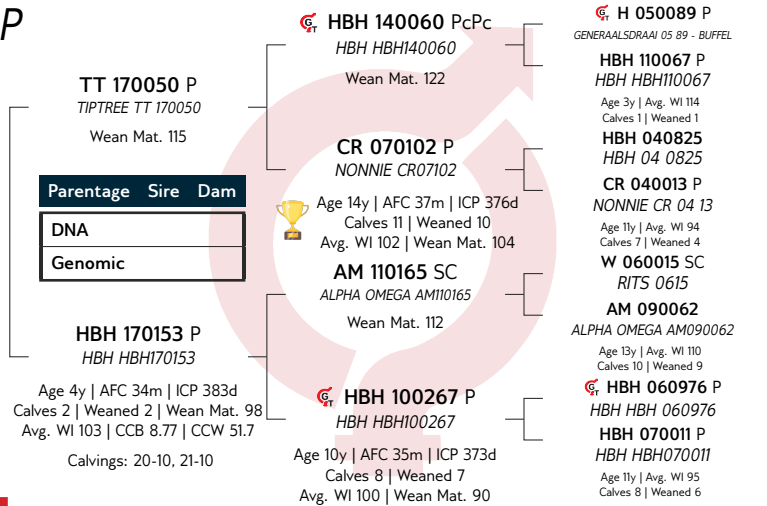 P
TT 170050 P
TIPTREE TT 170050
Wean Mat. 115
Parentage Sire Dam
DNA
Genomic
HBH 170153 P
HBH HBH170153
Age 4y | AFC 34m | ICP 383d
Calves 2 | Weaned 2 | Wean Mat. 98
Avg. WI 103 | CCB 8.77 | CCW 51.7
Calvings: 20-10, 21-10
GT HBH 140060 PcPc
HBH HBH140060
Wean Mat. 122
CR 070102 P
NONNIE CR07102
Age 14y | AFC 37m | ICP 376d
Calves 11 | Weaned 10
Avg. WI 102 | Wean Mat. 104
AM 110165 SC
ALPHA OMEGA AM110165
Wean Mat. 112
GT HBH 100267 P
HBH HBH100267
Age 10y | AFC 35m | ICP 373d
Calves 8 | Weaned 7
Avg. WI 100 | Wean Mat. 90
GT H 050089 P
GENERAALSDRAAI 05 89 - BUFFEL
HBH 110067 P
HBH HBH110067
Age 3y | Avg. WI 114
Calves 1 | Weaned 1
HBH 040825
HBH 04 0825
CR 040013 P
NONNIE CR 04 13
Age 11y | Avg. WI 94
Calves 7 | Weaned 4
W 060015 SC
RITS 0615
AM 090062
ALPHA OMEGA AM090062
Age 13y | Avg. WI 110
Calves 10 | Weaned 9
GT HBH 060976 P
HBH HBH 060976
HBH 070011 P
HBH HBH070011
Age 11y | Avg. WI 95
Calves 8 | Weaned 6